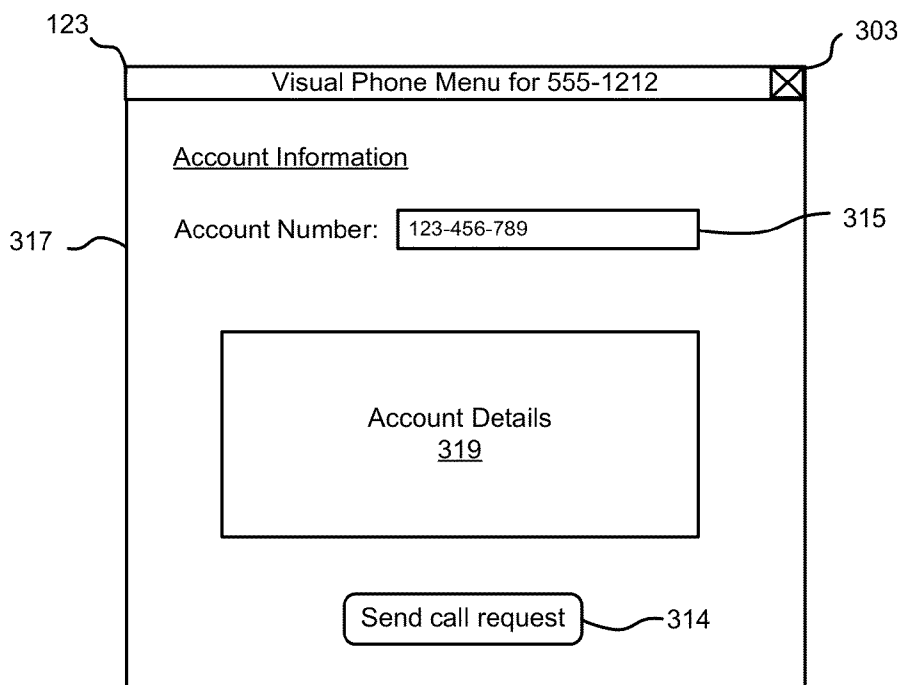 123
303
Visual Phone Menu for 555-1212
Account Information
Account Number: 123-456-789
315
317
Account Details
319
Send call request
314